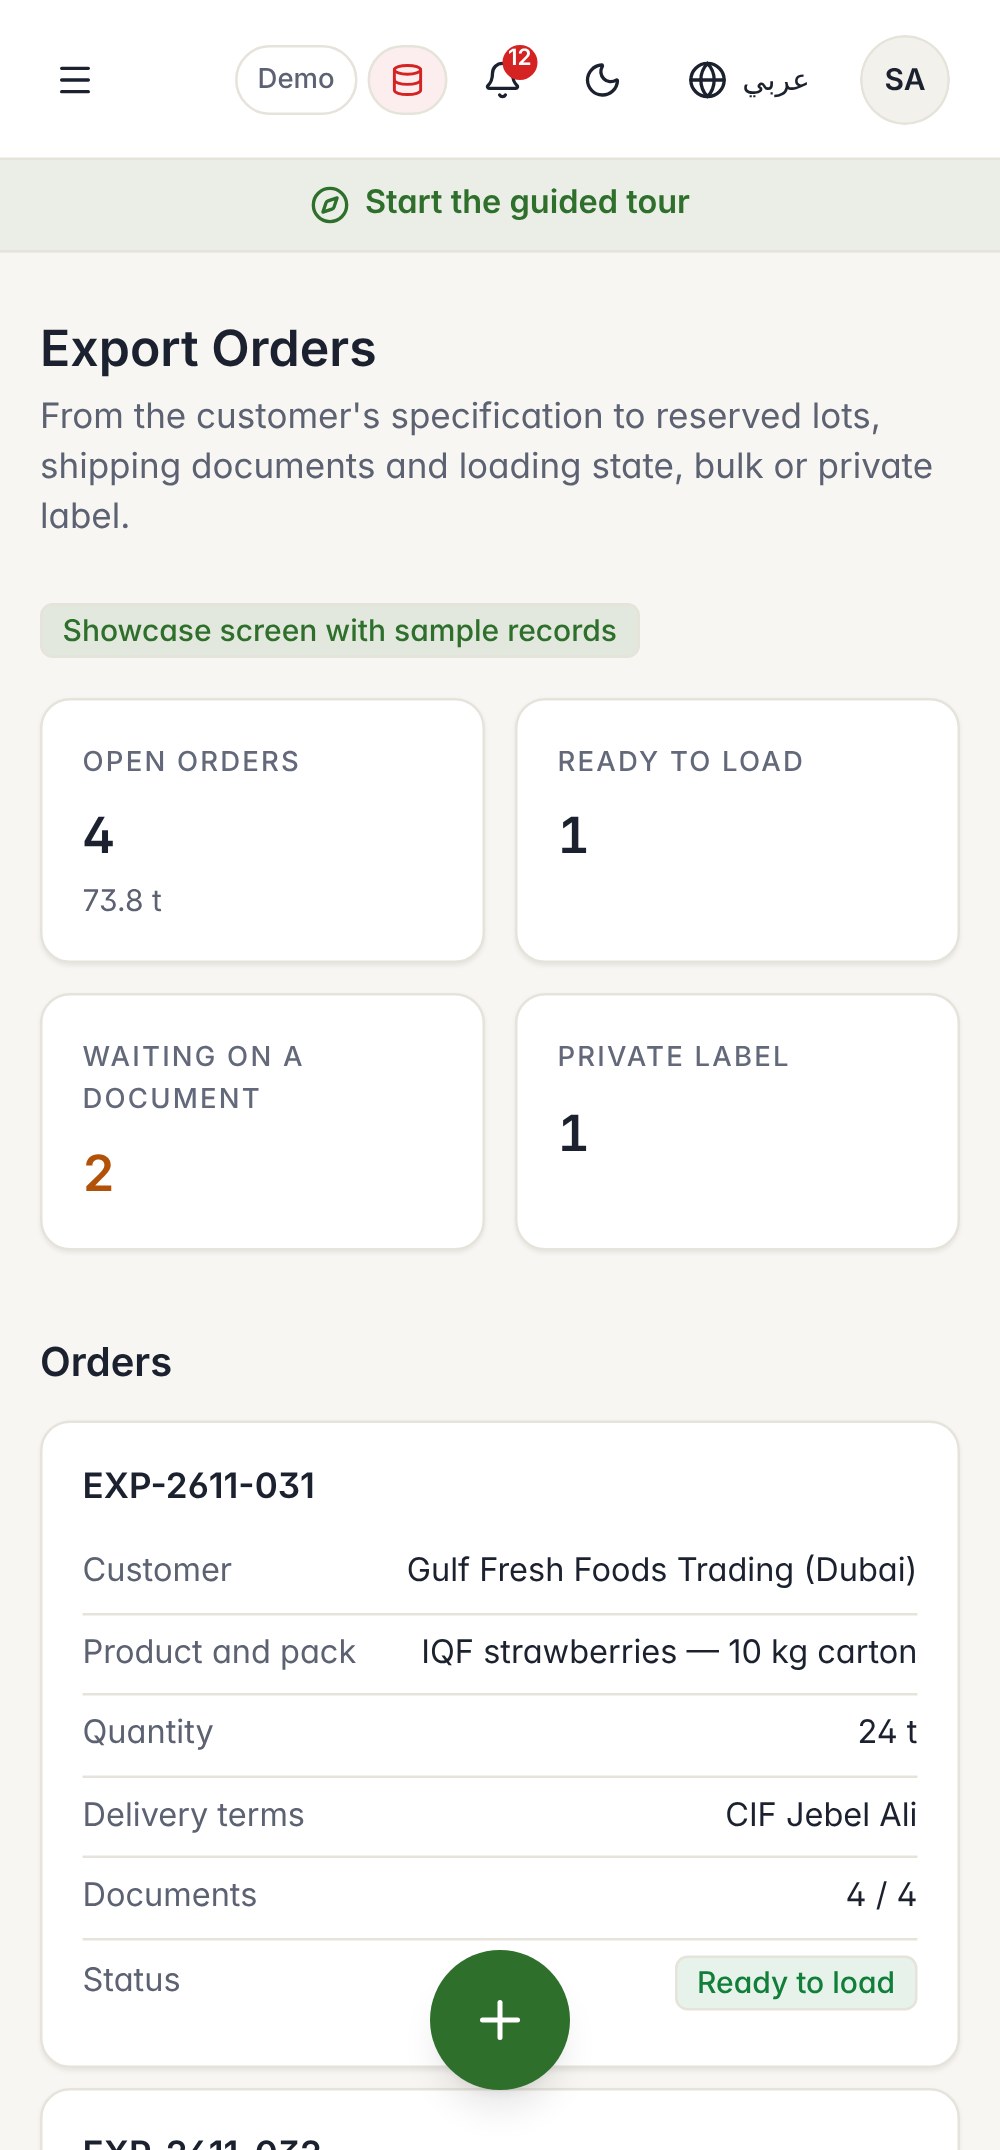 Demo
12
عربي
SA
Start the guided tour
Export Orders
From the customer's specification to reserved lots,
shipping documents and loading state, bulk or private
label.
Showcase screen with sample records
OPEN ORDERS
4
73.8 t
READY TO LOAD
1
WAITING ON A
DOCUMENT
2
PRIVATE LABEL
1
Orders
EXP-2611-031
Customer Gulf Fresh Foods Trading (Dubai)
Product and pack IQF strawberries — 10 kg carton
Quantity 24 t
Delivery terms CIF Jebel Ali
Documents 4 / 4
Status Ready to load
EXP-2611-032